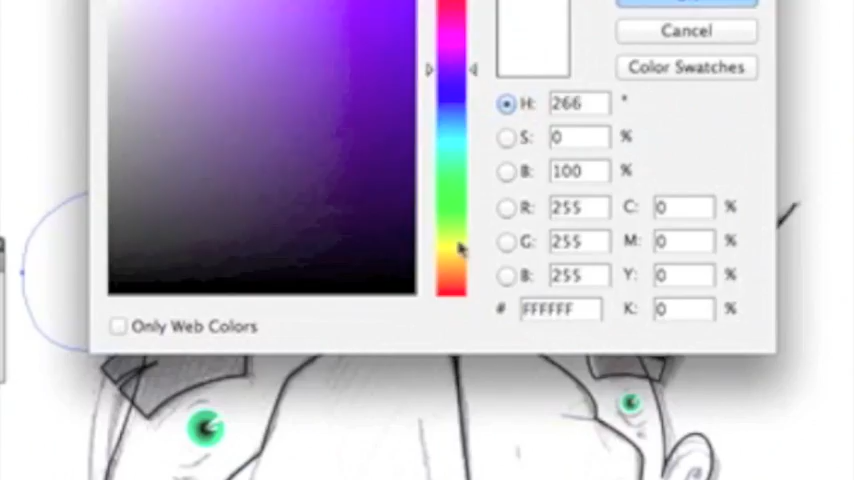 Cancel
Color Swatches
H: 266 °
S: 0 %
B: 100 %
R: 255 C: 0 %
G: 255 M: 0 %
B: 255 Y: 0 %
# FFFFFF K: 0 %
Only Web Colors